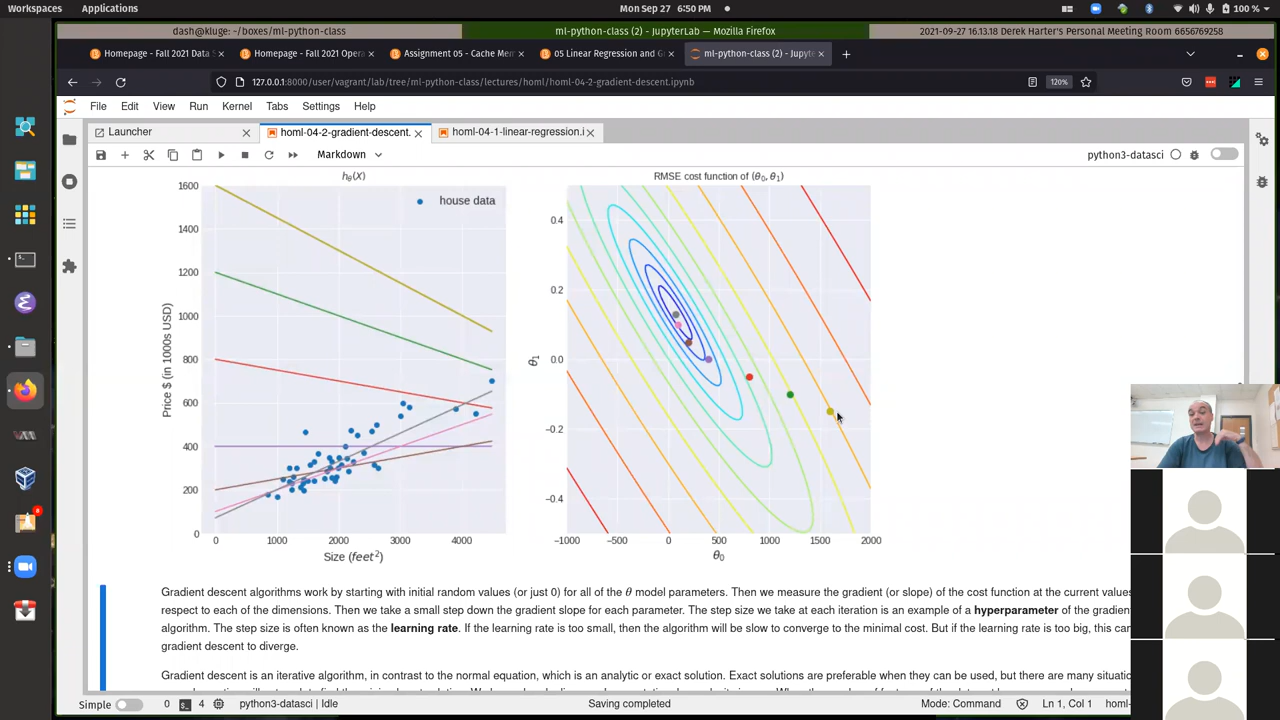 Activities
Applications
Mon Sep 27 6:50 PM
100 %
dash@kluge: ~/boxes/ml-python-class
ml-python-class (2) - JupyterLab — Mozilla Firefox
2021-09-27 16.13.18 Derek Harter's Personal Meeting Room 6656769258
Homepage - Fall 2021 Data S
Homepage - Fall 2021 Opera
Assignment 05 - Cache Mem
05 Linear Regression and G
ml-python-class (2) - Jupyte
127.0.0.1:8000/user/vagrant/lab/tree/ml-python-class/lectures/homl/homl-04-2-gradient-descent.ipynb
120%
File Edit View Run Kernel Tabs Settings Help
Launcher
homl-04-2-gradient-descent.
homl-04-1-linear-regression.i
Markdown
python3-datasci
hθ(X)
RMSE cost function of (θ0, θ1)
house data
Price $ (in 1000s USD)
1600
1400
1200
1000
800
600
400
200
0
0 1000 2000 3000 4000
Size (feet²)
θ1
0.4
0.2
0.0
−0.2
−0.4
−1000 −500 0 500 1000 1500 2000
θ0
Gradient descent algorithms work by starting with initial random values (or just 0) for all of the θ model parameters. Then we measure the gradient (or slope) of the cost function at the current values
respect to each of the dimensions. Then we take a small step down the gradient slope for each parameter. The step size we take at each iteration is an example of a hyperparameter of the gradien
algorithm. The step size is often known as the learning rate. If the learning rate is too small, then the algorithm will be slow to converge to the minimal cost. But if the learning rate is too big, this can
gradient descent to diverge.
Gradient descent is an iterative algorithm, in contrast to the normal equation, which is an analytic or exact solution. Exact solutions are preferable when they can be used, but there are many situatio
Simple
0
4
python3-datasci | Idle
Saving completed
Mode: Command
Ln 1, Col 1
homl-